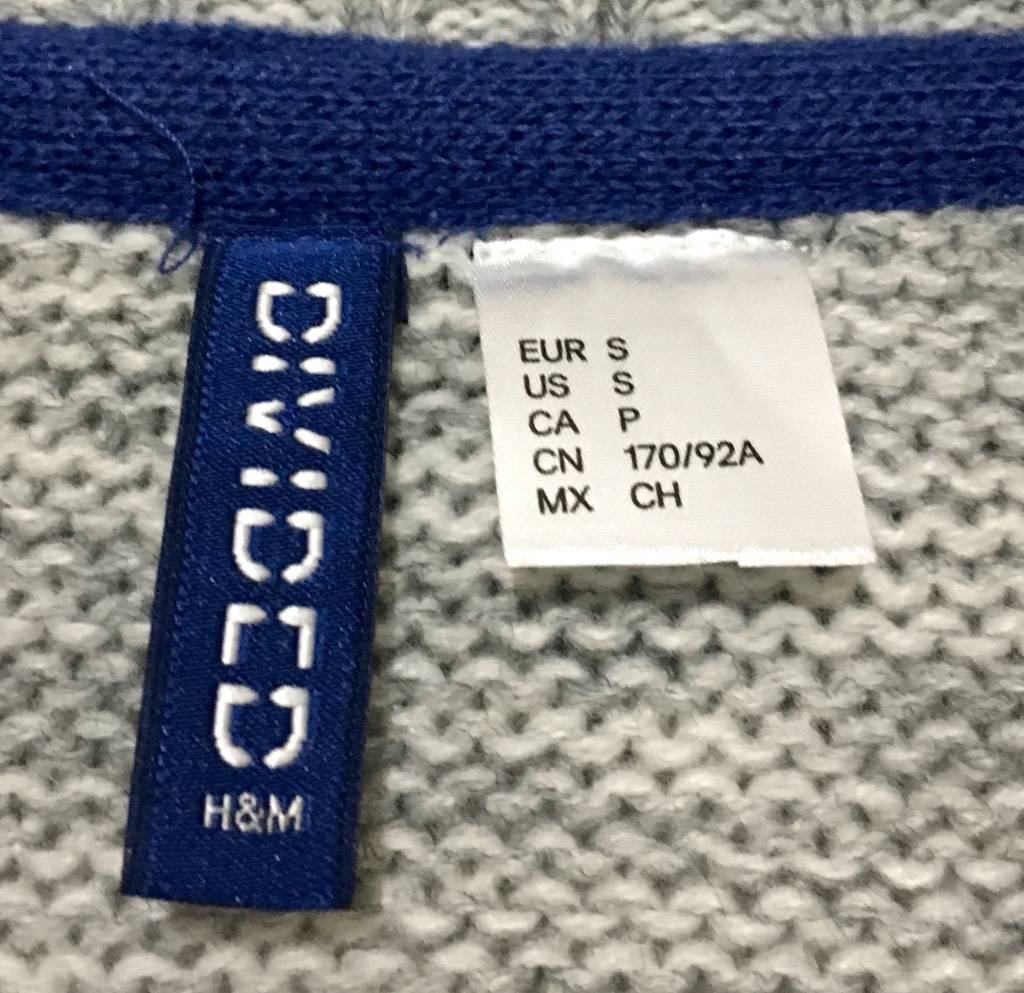 DIVIDED
H&M
EUR S
US S
CA P
CN 170/92A
MX CH